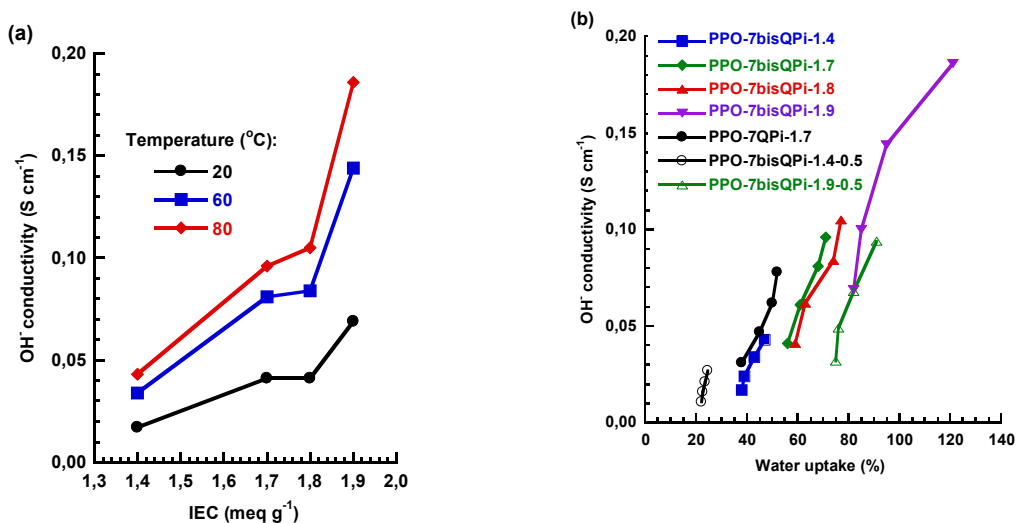 (a)
0,20
0,15
0,10
0,05
0,00
OH⁻ conductivity (S cm⁻¹)
Temperature (°C):
20
60
80
1,3 1,4 1,5 1,6 1,7 1,8 1,9 2,0
IEC (meq g⁻¹)
(b)
0,20
0,15
0,10
0,05
0,00
OH⁻ conductivity (S cm⁻¹)
PPO-7bisQPi-1.4
PPO-7bisQPi-1.7
PPO-7bisQPi-1.8
PPO-7bisQPi-1.9
PPO-7QPi-1.7
PPO-7bisQPi-1.4-0.5
PPO-7bisQPi-1.9-0.5
0 20 40 60 80 100 120 140
Water uptake (%)